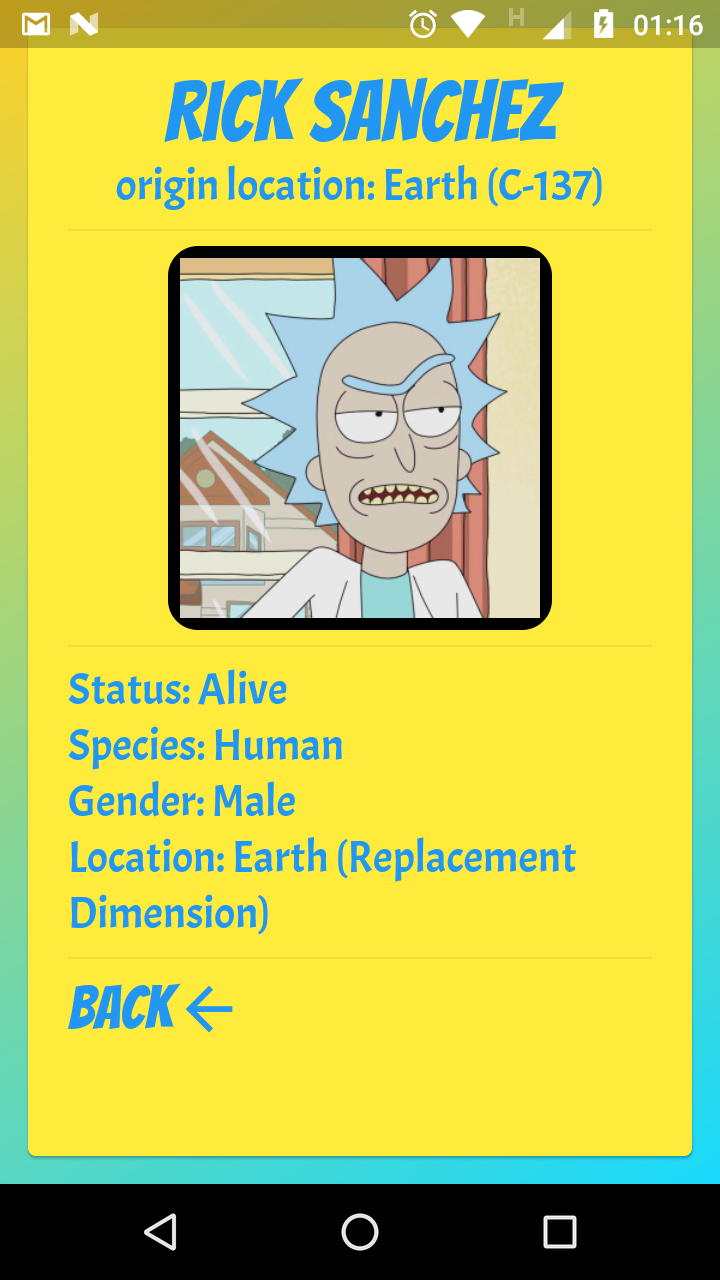 H
01:16
RICK SANCHEZ
origin location: Earth (C-137)
Status: Alive
Species: Human
Gender: Male
Location: Earth (Replacement
Dimension)
BACK